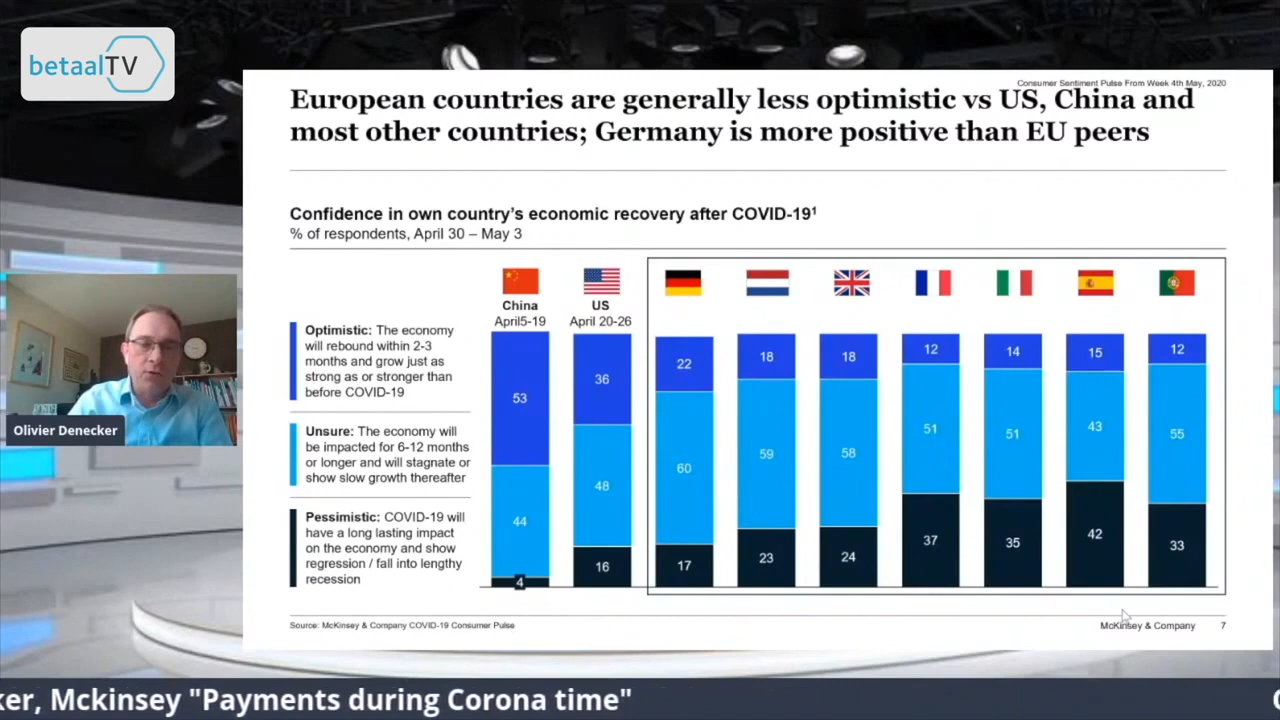 betaalTV
Consumer Sentiment Pulse From Week 4th May, 2020
European countries are generally less optimistic vs US, China and
most other countries; Germany is more positive than EU peers
Confidence in own country's economic recovery after COVID-19¹
% of respondents, April 30 – May 3
China
April5-19
US
April 20-26
Optimistic: The economy
will rebound within 2-3
months and grow just as
strong as or stronger than
before COVID-19
Unsure: The economy will
be impacted for 6-12 months
or longer and will stagnate or
show slow growth thereafter
Pessimistic: COVID-19 will
have a long lasting impact
on the economy and show
regression / fall into lengthy
recession
53 36 22 18 18 12 14 15 12
44 48 60 59 58 51 51 43 55
4 16 17 23 24 37 35 42 33
Source: McKinsey & Company COVID-19 Consumer Pulse
McKinsey & Company 7
Olivier Denecker
ker, Mckinsey "Payments during Corona time"